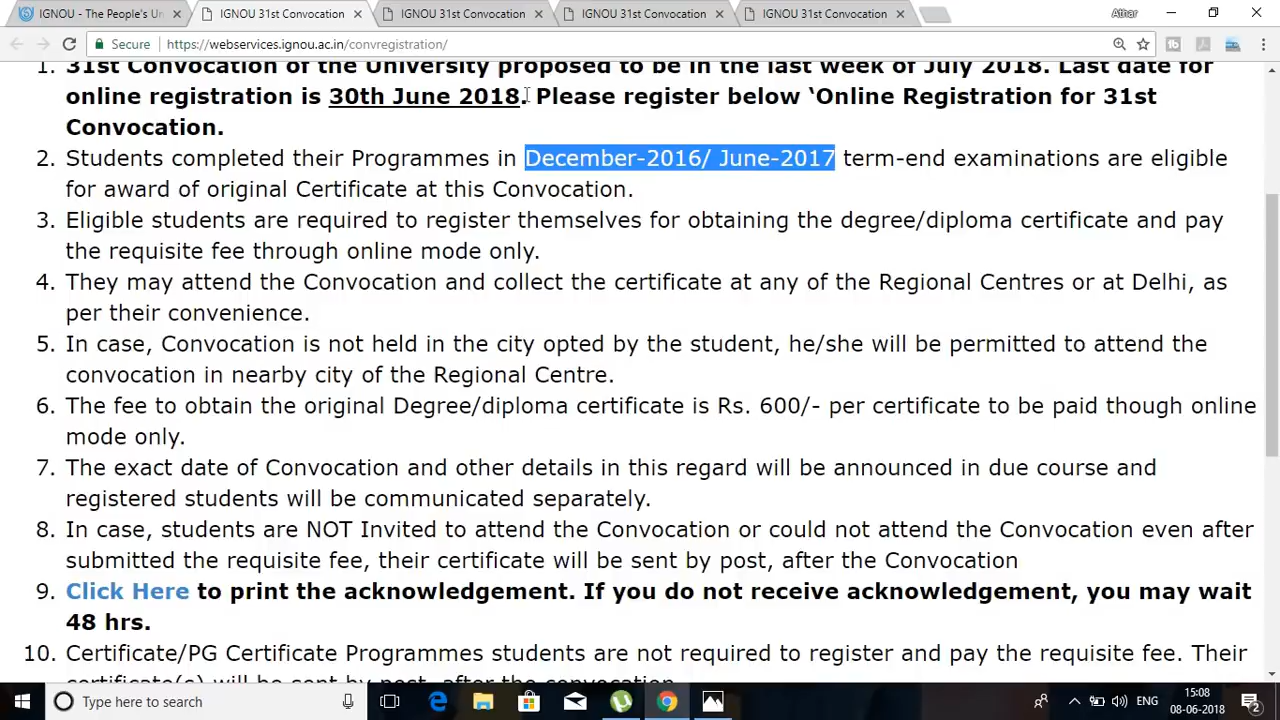 IGNOU - The People's Un
IGNOU 31st Convocation
IGNOU 31st Convocation
IGNOU 31st Convocation
IGNOU 31st Convocation
Athar
Secure
https://webservices.ignou.ac.in/convregistration/
1. 31st Convocation of the University proposed to be in the last week of July 2018. Last date for
online registration is 30th June 2018. Please register below ‘Online Registration for 31st
Convocation.
2. Students completed their Programmes in December-2016/ June-2017 term-end examinations are eligible
for award of original Certificate at this Convocation.
3. Eligible students are required to register themselves for obtaining the degree/diploma certificate and pay
the requisite fee through online mode only.
4. They may attend the Convocation and collect the certificate at any of the Regional Centres or at Delhi, as
per their convenience.
5. In case, Convocation is not held in the city opted by the student, he/she will be permitted to attend the
convocation in nearby city of the Regional Centre.
6. The fee to obtain the original Degree/diploma certificate is Rs. 600/- per certificate to be paid though online
mode only.
7. The exact date of Convocation and other details in this regard will be announced in due course and
registered students will be communicated separately.
8. In case, students are NOT Invited to attend the Convocation or could not attend the Convocation even after
submitted the requisite fee, their certificate will be sent by post, after the Convocation
9. Click Here to print the acknowledgement. If you do not receive acknowledgement, you may wait
48 hrs.
10. Certificate/PG Certificate Programmes students are not required to register and pay the requisite fee. Their
certificate(s) will be sent by post, after the convocation
Type here to search
ENG
15:08
08-06-2018
2